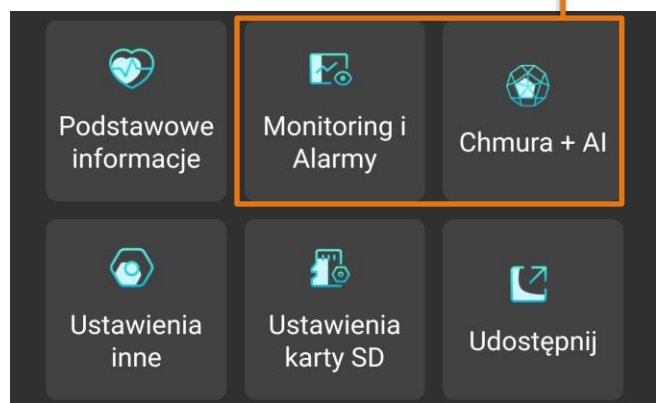 Podstawowe
informacje
Monitoring i
Alarmy
Chmura + AI
Ustawienia
inne
Ustawienia
karty SD
Udostępnij